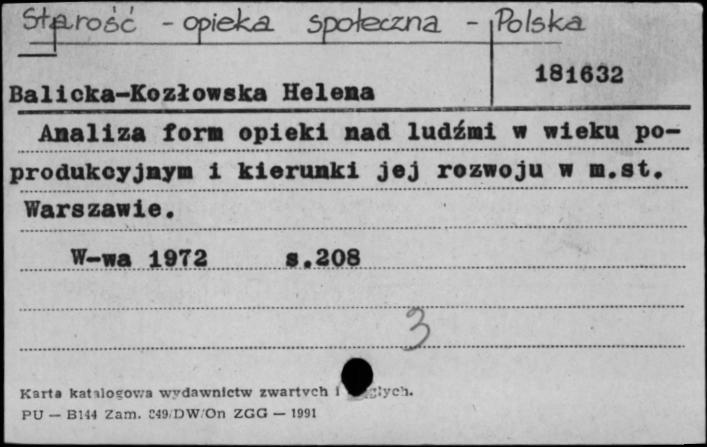 Starość - opieka społeczna - Polska
181632
Balicka-Kozłowska Helena
Analiza form opieki nad ludźmi w wieku po-
produkcyjnym i kierunki jej rozwoju w m.st.
Warszawie.
W-wa 1972 s.208
3
Karta katalogowa wydawnictw zwartych i
PU — B144 Zam. 249/DW/On ZGG — 1991